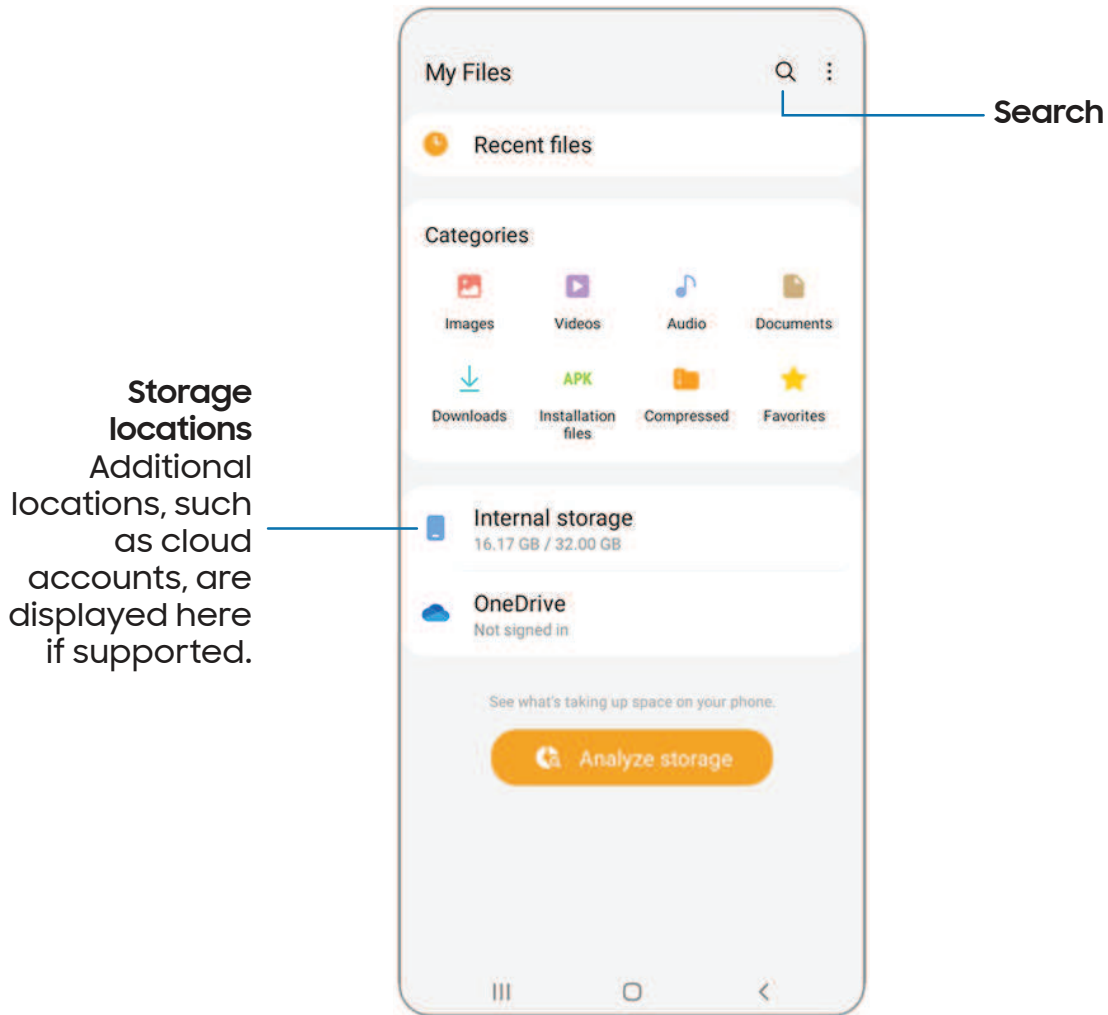 My Files
Search
Recent files
Categories
Images
Videos
Audio
Documents
APK
Downloads
Installation
files
Compressed
Favorites
Storage
locations
Additional
locations, such
as cloud
accounts, are
displayed here
if supported.
Internal storage
16.17 GB / 32.00 GB
OneDrive
Not signed in
See what's taking up space on your phone.
Analyze storage